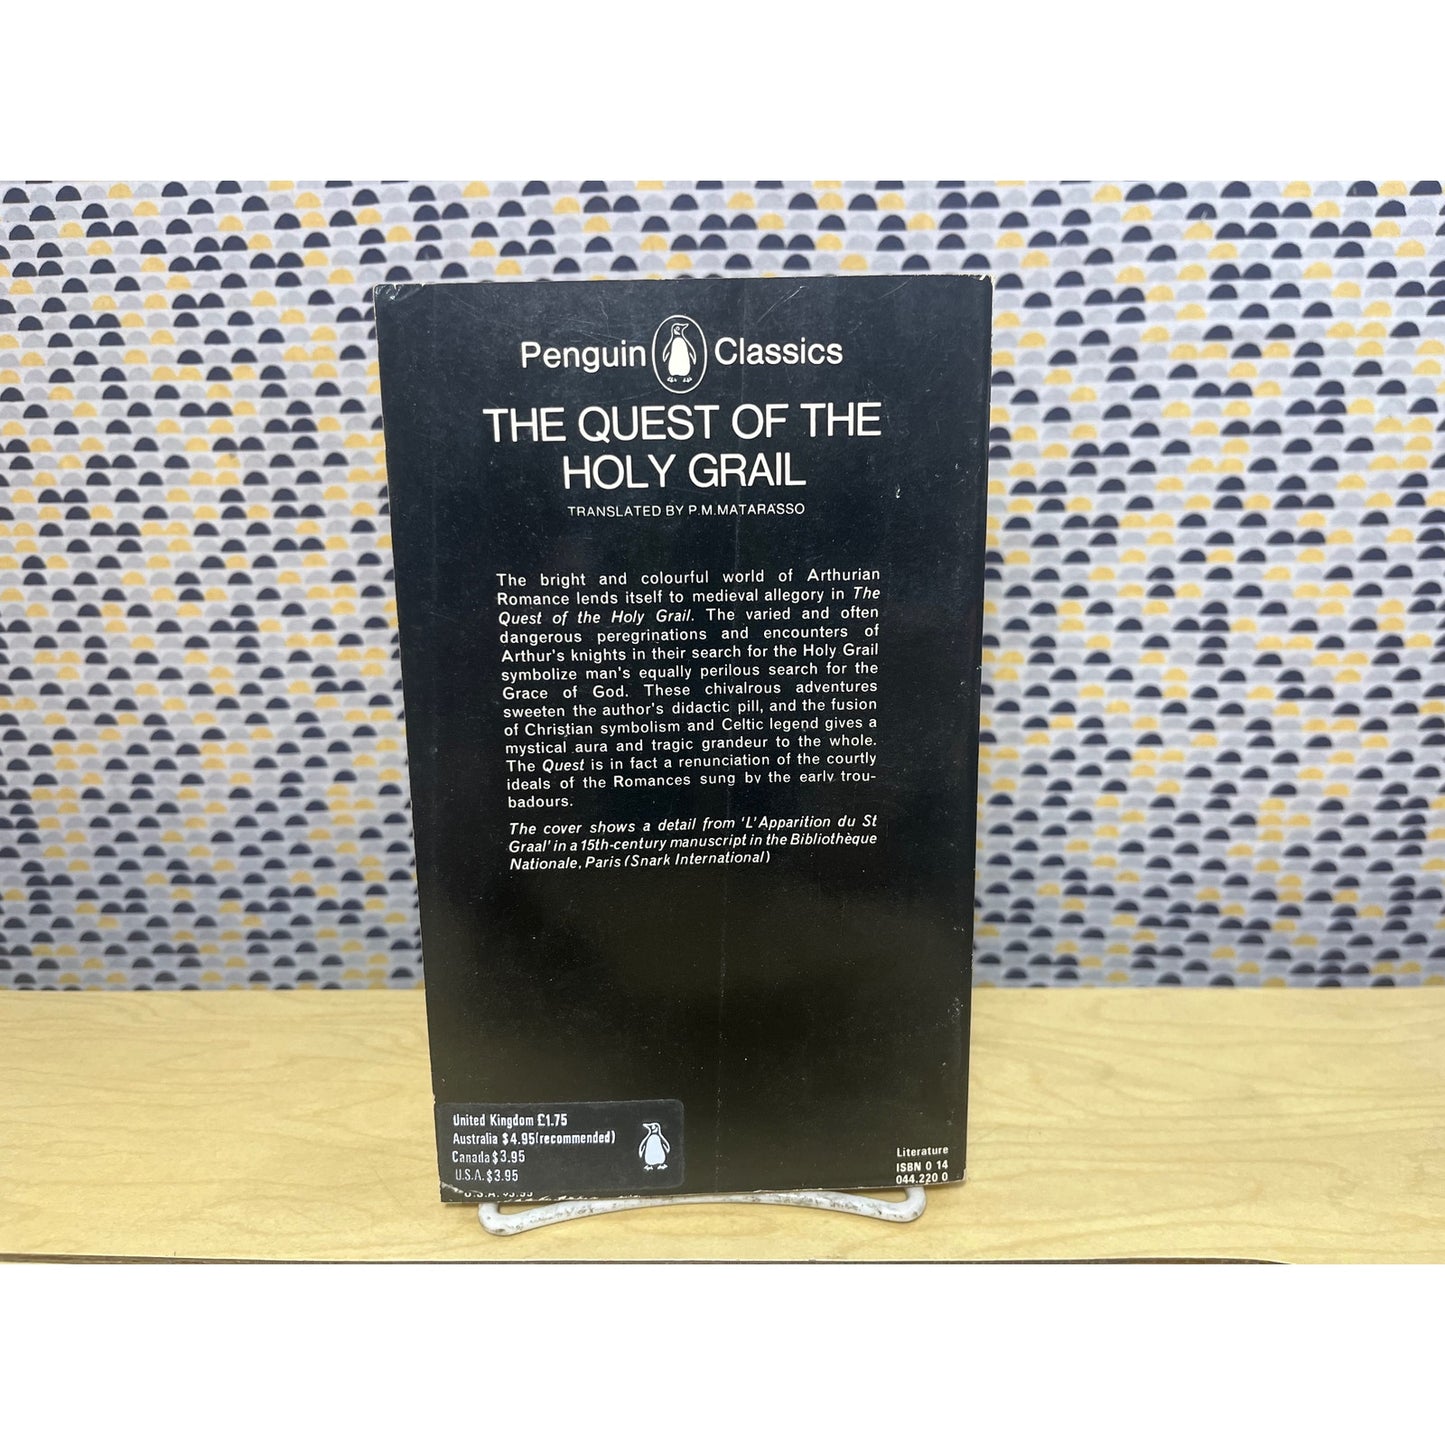 Penguin Classics
THE QUEST OF THE
HOLY GRAIL
TRANSLATED BY P.M.MATARASSO
The bright and colourful world of Arthurian
Romance lends itself to medieval allegory in The
Quest of the Holy Grail. The varied and often
dangerous peregrinations and encounters of
Arthur's knights in their search for the Holy Grail
symbolize man's equally perilous search for the
Grace of God. These chivalrous adventures
sweeten the author's didactic pill, and the fusion
of Christian symbolism and Celtic legend gives a
mystical aura and tragic grandeur to the whole.
The Quest is in fact a renunciation of the courtly
ideals of the Romances sung by the early trou-
badours.
The cover shows a detail from 'L'Apparition du St
Graal' in a 15th-century manuscript in the Bibliothèque
Nationale, Paris (Snark International)
United Kingdom £1.75
Australia $4.95(recommended)
Canada $3.95
U.S.A. $3.95
Literature
ISBN 0 14
044.220 0